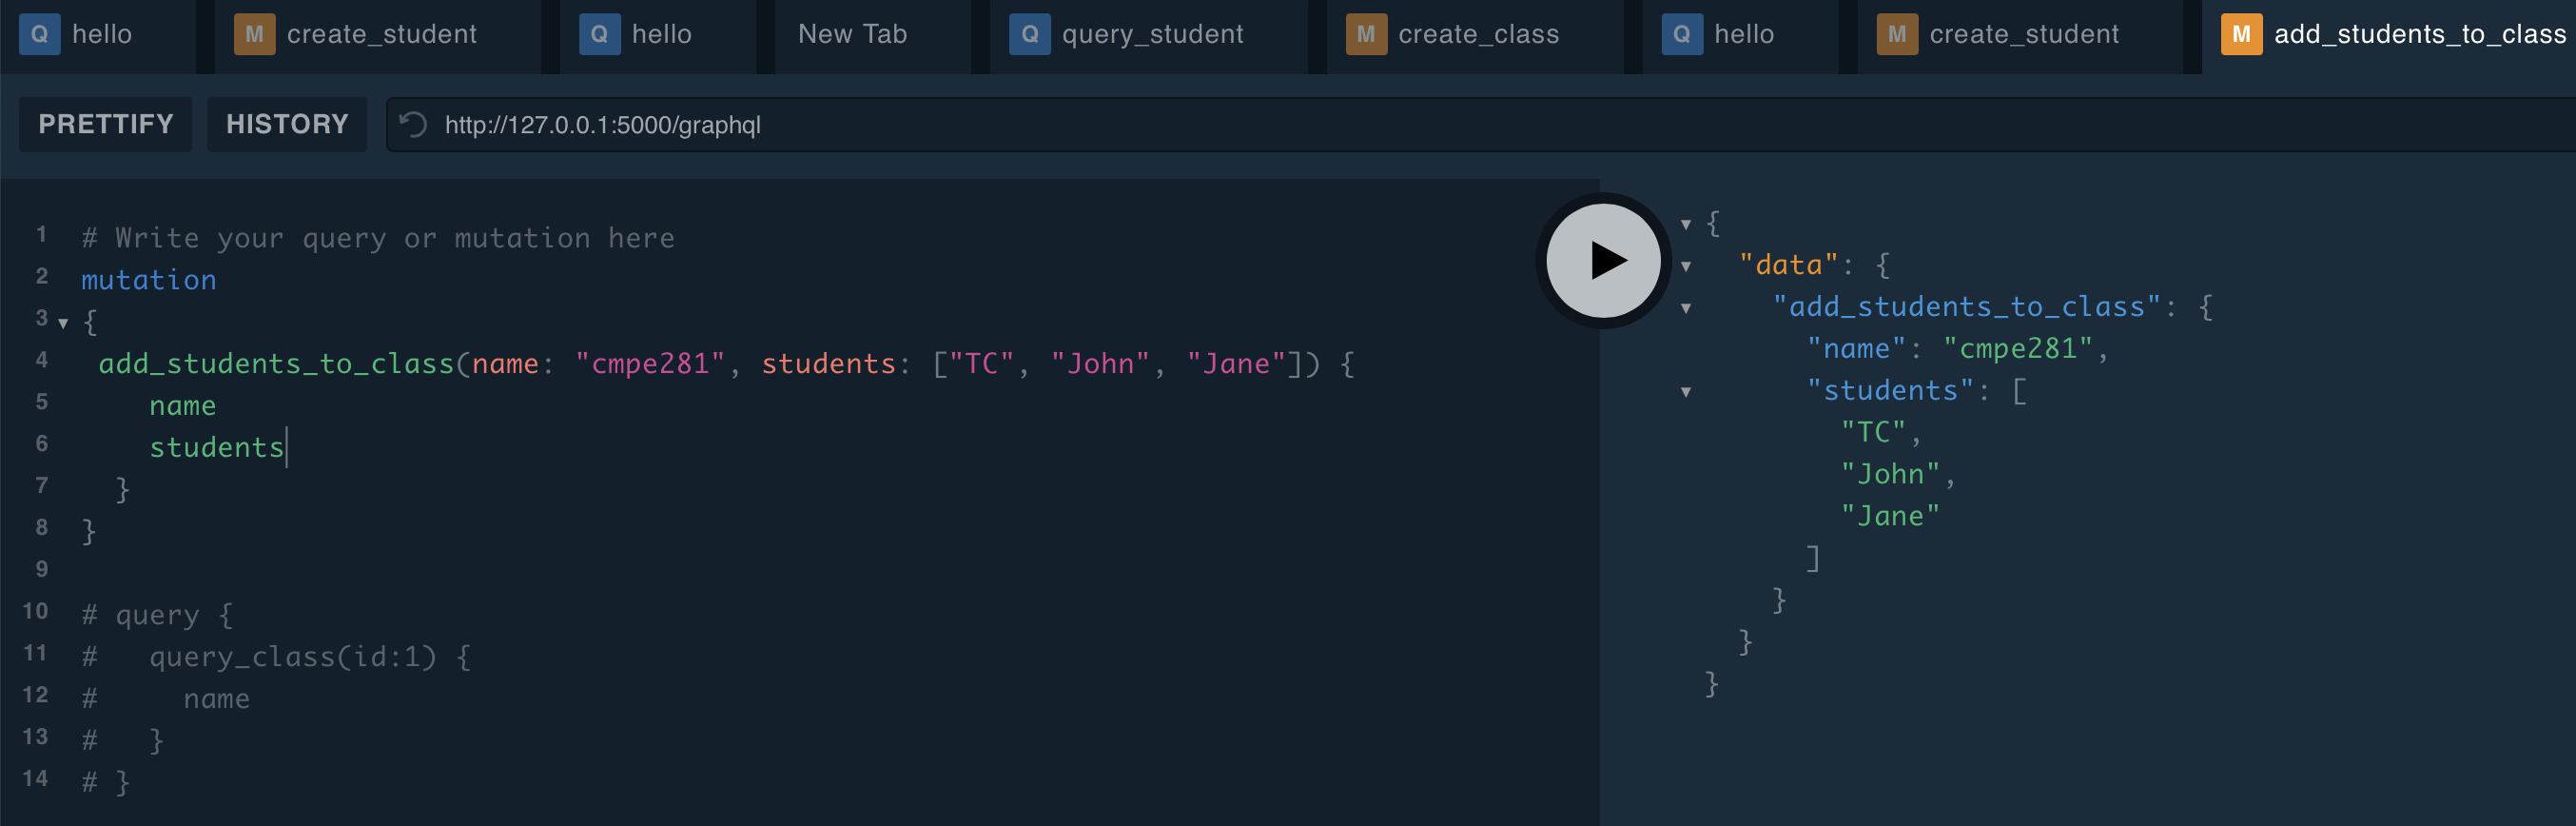 Q hello M create_student Q hello New Tab Q query_student M create_class Q hello M create_student M add_students_to_class
PRETTIFY HISTORY http://127.0.0.1:5000/graphql
1 # Write your query or mutation here
2 mutation
3 {
4 add_students_to_class(name: "cmpe281", students: ["TC", "John", "Jane"]) {
5 name
6 students
7 }
8 }
9
10 # query {
11 # query_class(id:1) {
12 # name
13 # }
14 # }
{
"data": {
"add_students_to_class": {
"name": "cmpe281",
"students": [
"TC",
"John",
"Jane"
]
}
}
}